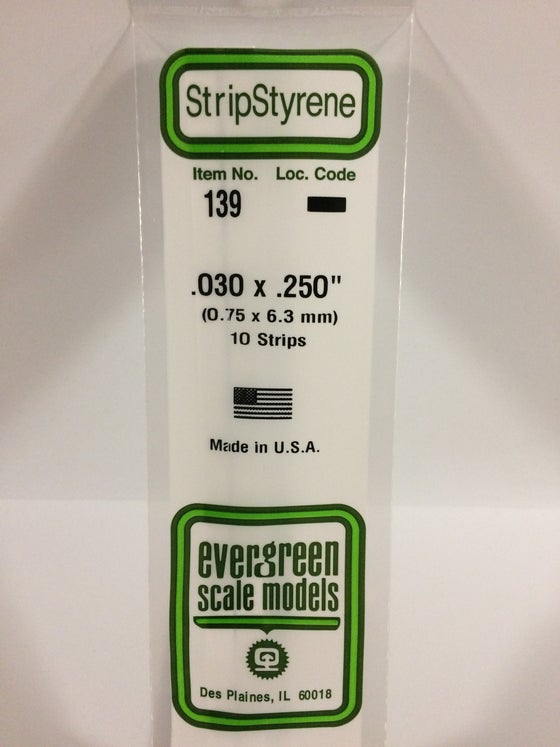 StripStyrene
Item No. Loc. Code
139
.030 x .250"
(0.75 x 6.3 mm)
10 Strips
Made in U.S.A.
evergreen
scale models
Des Plaines, IL 60018